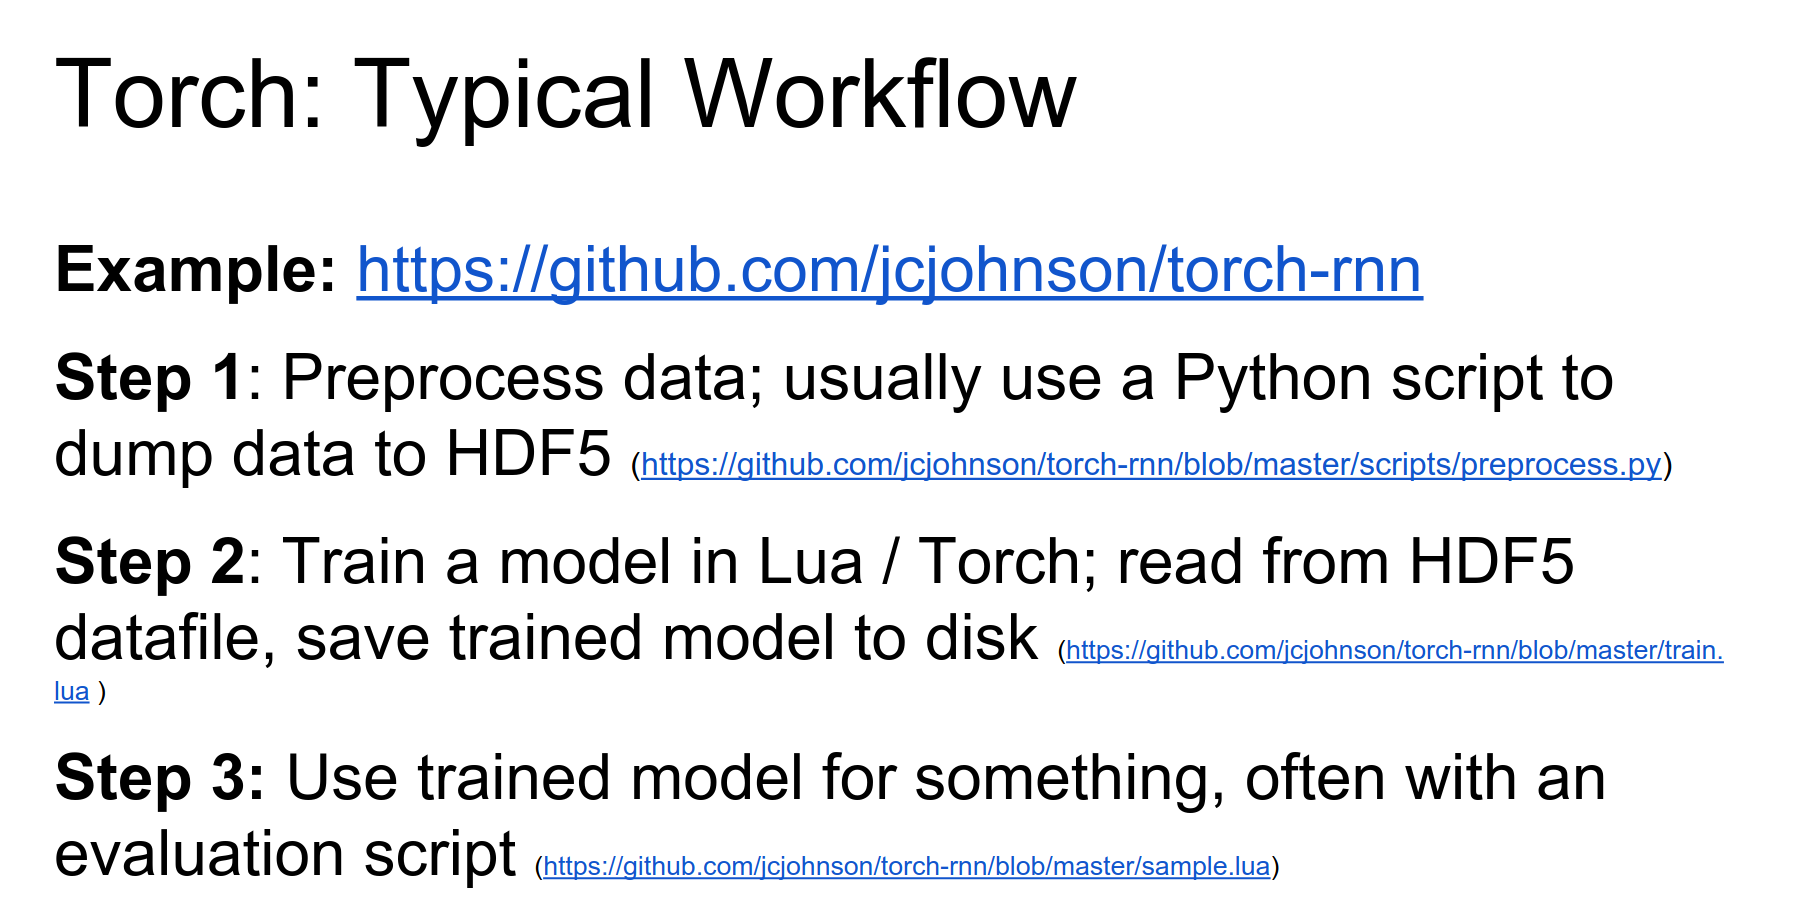 Torch: Typical Workflow
Example: https://github.com/jcjohnson/torch-rnn
Step 1: Preprocess data; usually use a Python script to
dump data to HDF5 (https://github.com/jcjohnson/torch-rnn/blob/master/scripts/preprocess.py)
Step 2: Train a model in Lua / Torch; read from HDF5
datafile, save trained model to disk (https://github.com/jcjohnson/torch-rnn/blob/master/train.
lua )
Step 3: Use trained model for something, often with an
evaluation script (https://github.com/jcjohnson/torch-rnn/blob/master/sample.lua)